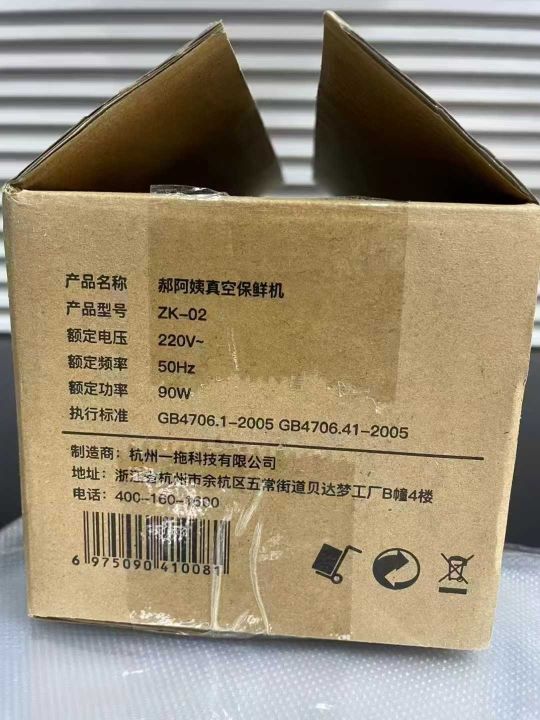 产品名称 郝阿姨真空保鲜机
产品型号 ZK-02
额定电压 220V~
额定频率 50Hz
额定功率 90W
执行标准 GB4706.1-2005 GB4706.41-2005
制造商：杭州一拖科技有限公司
地址：浙江省杭州市余杭区五常街道贝达梦工厂B幢4楼
电话：400-160-1600
6 975090 410081